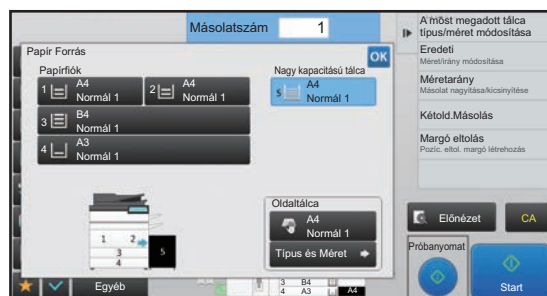 Másolatszám 1
Papír Forrás
OK
Papírfiók
Nagy kapacitású tálca
1 A4
Normál 1
2 A4
Normál 1
5 A4
Normál 1
3 B4
Normál 1
4 A3
Normál 1
1 2
3
4
5
Oldaltálca
A4
Normál 1
Típus és Méret
Egyéb
3 B4
4 A3
A4
A most megadott tálca
típus/méret módosítása
Eredeti
Méret/irány módosítása
Méretarány
Másolat nagyítása/kicsinyítése
Kétold.Másolás
Margó eltolás
Pozíc. eltol. margó létrehozás
Előnézet
CA
Próbanyomat
Start